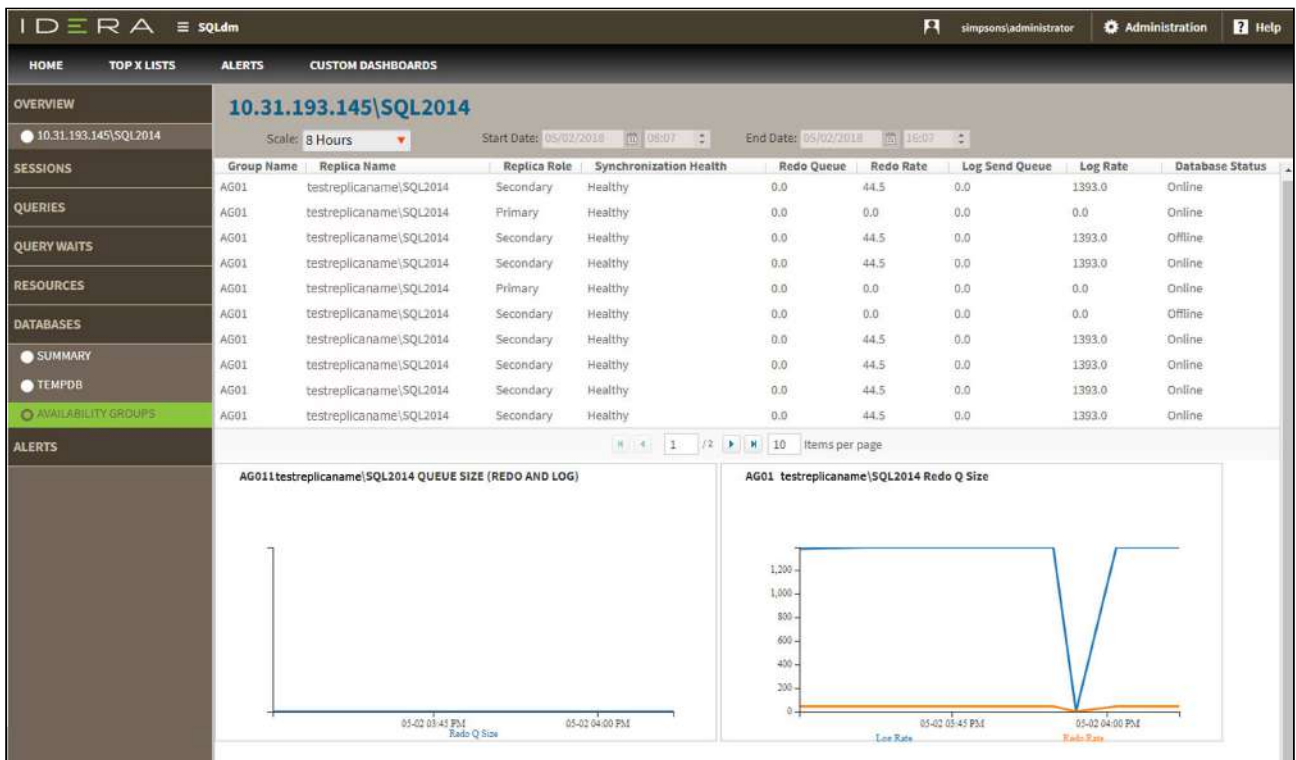 IDERA ≡ SQLdm simpsons\administrator Administration ? Help
HOME TOP X LISTS ALERTS CUSTOM DASHBOARDS
OVERVIEW
10.31.193.145\SQL2014
SESSIONS
QUERIES
QUERY WAITS
RESOURCES
DATABASES
SUMMARY
TEMPDB
AVAILABILITY GROUPS
ALERTS
10.31.193.145\SQL2014
Scale: 8 Hours Start Date: 05/02/2018 08:07 End Date: 05/02/2018 16:07
Group Name Replica Name Replica Role Synchronization Health Redo Queue Redo Rate Log Send Queue Log Rate Database Status
AG01 testreplicaname\SQL2014 Secondary Healthy 0.0 44.5 0.0 1393.0 Online
AG01 testreplicaname\SQL2014 Primary Healthy 0.0 0.0 0.0 0.0 Online
AG01 testreplicaname\SQL2014 Secondary Healthy 0.0 44.5 0.0 1393.0 Offline
AG01 testreplicaname\SQL2014 Secondary Healthy 0.0 44.5 0.0 1393.0 Online
AG01 testreplicaname\SQL2014 Primary Healthy 0.0 0.0 0.0 0.0 Online
AG01 testreplicaname\SQL2014 Secondary Healthy 0.0 0.0 0.0 0.0 Offline
AG01 testreplicaname\SQL2014 Secondary Healthy 0.0 44.5 0.0 1393.0 Online
AG01 testreplicaname\SQL2014 Secondary Healthy 0.0 44.5 0.0 1393.0 Online
AG01 testreplicaname\SQL2014 Secondary Healthy 0.0 44.5 0.0 1393.0 Online
AG01 testreplicaname\SQL2014 Secondary Healthy 0.0 44.5 0.0 1393.0 Online
1 /2 10 Items per page
AG011testreplicaname\SQL2014 QUEUE SIZE (REDO AND LOG)
05-02 03:45 PM 05-02 04:00 PM
Redo Q Size
AG01 testreplicaname\SQL2014 Redo Q Size
1,200
1,000
800
600
400
200
0
05-02 03:45 PM 05-02 04:00 PM
Log Rate Redo Rate